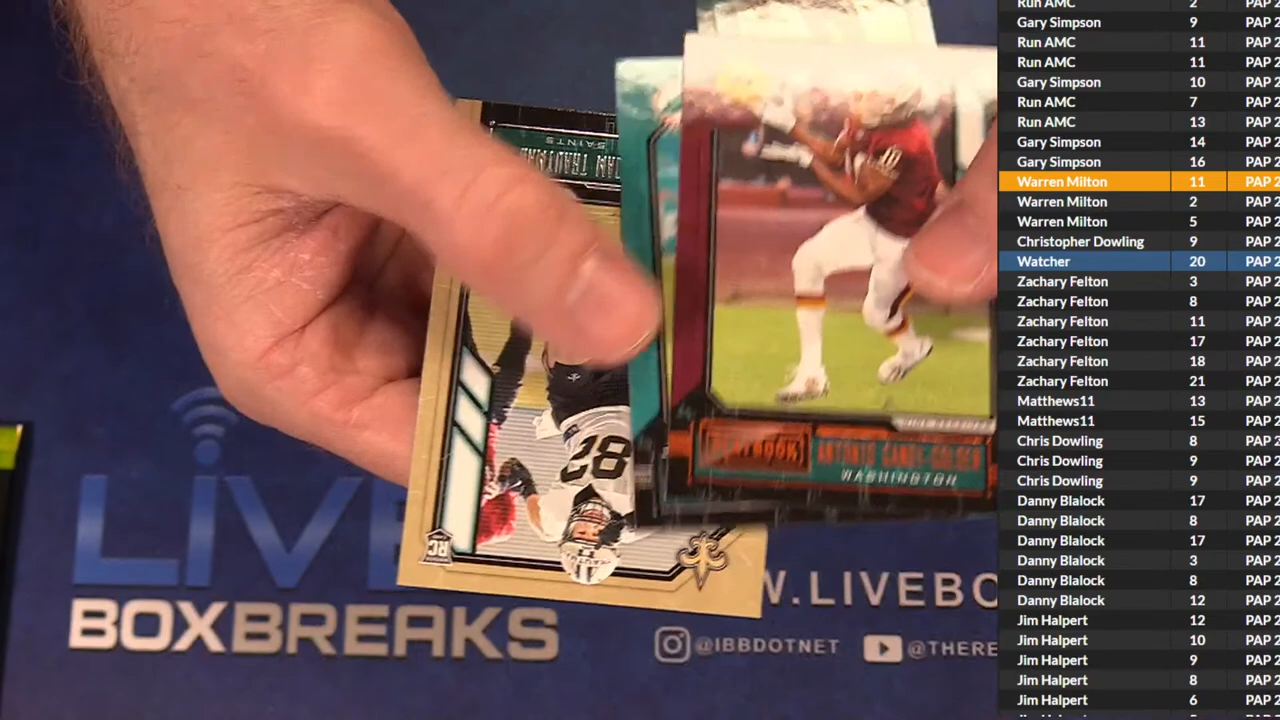 SAINTS
TRAUTMAN
28
RC
PLAYBOOK
ANTONIO GANDY-GOLDEN
WASHINGTON
LIVE
BOXBREAKS
W.LIVEBO
@IBBDOTNET
@THERE
Run AMC 2 PAP 2
Gary Simpson 9 PAP 2
Run AMC 11 PAP 2
Run AMC 11 PAP 2
Gary Simpson 10 PAP 2
Run AMC 7 PAP 2
Run AMC 13 PAP 2
Gary Simpson 14 PAP 2
Gary Simpson 16 PAP 2
Warren Milton 11 PAP 2
Warren Milton 2 PAP 2
Warren Milton 5 PAP 2
Christopher Dowling 9 PAP 2
Watcher 20 PAP 2
Zachary Felton 3 PAP 2
Zachary Felton 8 PAP 2
Zachary Felton 11 PAP 2
Zachary Felton 17 PAP 2
Zachary Felton 18 PAP 2
Zachary Felton 21 PAP 2
Matthews11 13 PAP 2
Matthews11 15 PAP 2
Chris Dowling 8 PAP 2
Chris Dowling 9 PAP 2
Chris Dowling 9 PAP 2
Danny Blalock 17 PAP 2
Danny Blalock 8 PAP 2
Danny Blalock 17 PAP 2
Danny Blalock 3 PAP 2
Danny Blalock 8 PAP 2
Danny Blalock 12 PAP 2
Jim Halpert 12 PAP 2
Jim Halpert 10 PAP 2
Jim Halpert 9 PAP 2
Jim Halpert 8 PAP 2
Jim Halpert 6 PAP 2